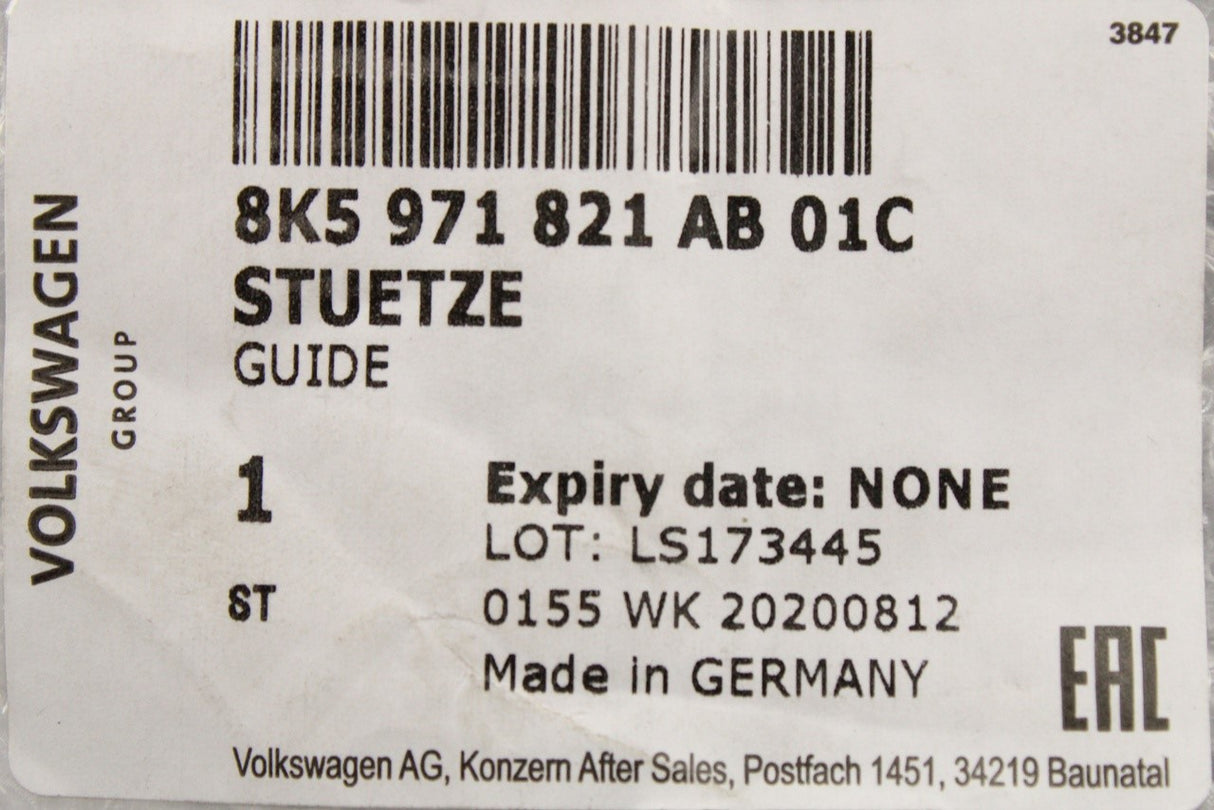 3847
8K5 971 821 AB 01C
STUETZE
GUIDE
VOLKSWAGEN
GROUP
1
Expiry date: NONE
LOT: LS173445
ST
0155 WK 20200812
Made in GERMANY
EAC
Volkswagen AG, Konzern After Sales, Postfach 1451, 34219 Baunatal